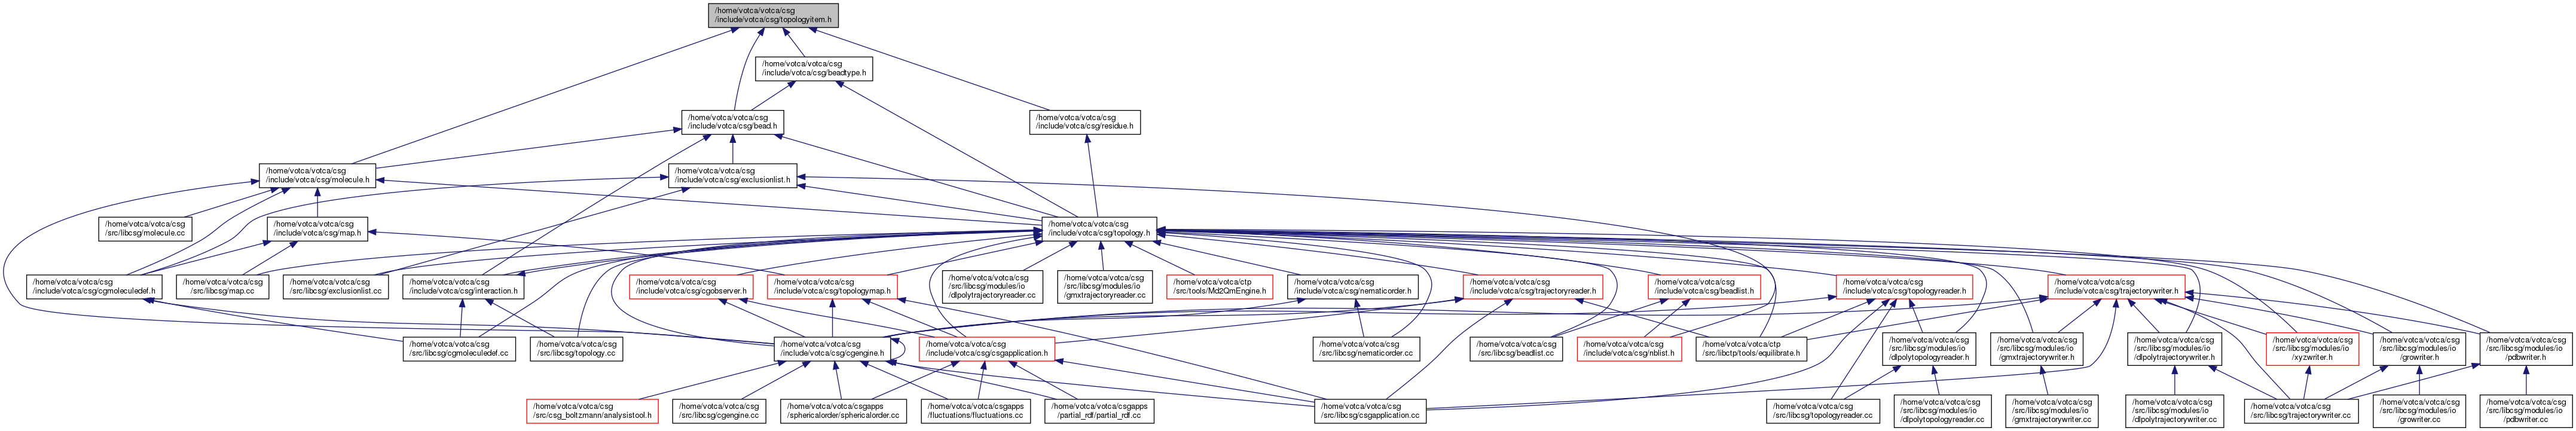 /home/votca/votca/csg
/include/votca/csg/topologyitem.h
/home/votca/votca/csg
/include/votca/csg/beadtype.h
/home/votca/votca/csg
/include/votca/csg/bead.h
/home/votca/votca/csg
/include/votca/csg/residue.h
/home/votca/votca/csg
/include/votca/csg/molecule.h
/home/votca/votca/csg
/include/votca/csg/exclusionlist.h
/home/votca/votca/csg
/src/libcsg/molecule.cc
/home/votca/votca/csg
/include/votca/csg/map.h
/home/votca/votca/csg
/include/votca/csg/topology.h
/home/votca/votca/csg
/include/votca/csg/cgmoleculedef.h
/home/votca/votca/csg
/src/libcsg/map.cc
/home/votca/votca/csg
/src/libcsg/exclusionlist.cc
/home/votca/votca/csg
/include/votca/csg/interaction.h
/home/votca/votca/csg
/include/votca/csg/cgobserver.h
/home/votca/votca/csg
/include/votca/csg/topologymap.h
/home/votca/votca/csg
/src/libcsg/modules/io
/dlpolytrajectoryreader.cc
/home/votca/votca/csg
/src/libcsg/modules/io
/gmxtrajectoryreader.cc
/home/votca/votca/ctp
/src/tools/Md2QmEngine.h
/home/votca/votca/csg
/include/votca/csg/nematicorder.h
/home/votca/votca/csg
/include/votca/csg/trajectoryreader.h
/home/votca/votca/csg
/include/votca/csg/beadlist.h
/home/votca/votca/csg
/include/votca/csg/topologyreader.h
/home/votca/votca/csg
/include/votca/csg/trajectorywriter.h
/home/votca/votca/csg
/src/libcsg/cgmoleculedef.cc
/home/votca/votca/csg
/src/libcsg/topology.cc
/home/votca/votca/csg
/include/votca/csg/cgengine.h
/home/votca/votca/csg
/include/votca/csg/csgapplication.h
/home/votca/votca/csg
/src/libcsg/nematicorder.cc
/home/votca/votca/csg
/src/libcsg/beadlist.cc
/home/votca/votca/csg
/include/votca/csg/nblist.h
/home/votca/votca/ctp
/src/libctp/tools/equilibrate.h
/home/votca/votca/csg
/src/libcsg/modules/io
/dlpolytopologyreader.h
/home/votca/votca/csg
/src/libcsg/modules/io
/gmxtrajectorywriter.h
/home/votca/votca/csg
/src/libcsg/modules/io
/dlpolytrajectorywriter.h
/home/votca/votca/csg
/src/libcsg/modules/io
/xyzwriter.h
/home/votca/votca/csg
/src/libcsg/modules/io
/growriter.h
/home/votca/votca/csg
/src/libcsg/modules/io
/pdbwriter.h
/home/votca/votca/csg
/src/csg_boltzmann/analysistool.h
/home/votca/votca/csg
/src/libcsg/cgengine.cc
/home/votca/votca/csgapps
/sphericalorder/sphericalorder.cc
/home/votca/votca/csgapps
/fluctuations/fluctuations.cc
/home/votca/votca/csgapps
/partial_rdf/partial_rdf.cc
/home/votca/votca/csg
/src/libcsg/csgapplication.cc
/home/votca/votca/csg
/src/libcsg/topologyreader.cc
/home/votca/votca/csg
/src/libcsg/modules/io
/dlpolytopologyreader.cc
/home/votca/votca/csg
/src/libcsg/modules/io
/gmxtrajectorywriter.cc
/home/votca/votca/csg
/src/libcsg/modules/io
/dlpolytrajectorywriter.cc
/home/votca/votca/csg
/src/libcsg/trajectorywriter.cc
/home/votca/votca/csg
/src/libcsg/modules/io
/growriter.cc
/home/votca/votca/csg
/src/libcsg/modules/io
/pdbwriter.cc